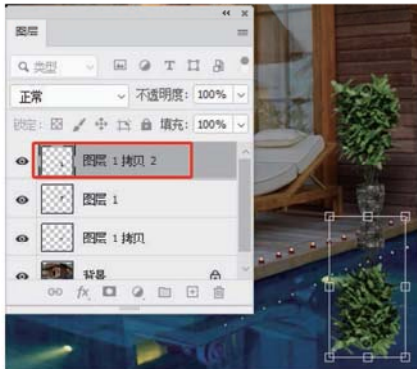 图层
类型
正常
不透明度: 100%
锁定:
填充: 100%
图层 1 拷贝 2
图层 1
图层 1 拷贝
背景
fx